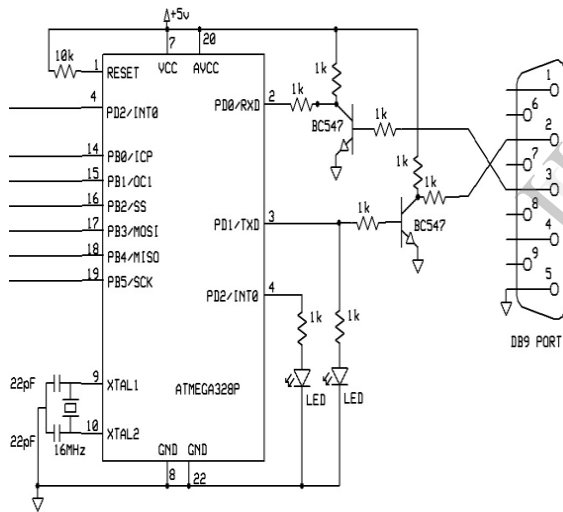 +5v
7
20
VCC
AVCC
10k
1
RESET
4
PD2/INT0
14
PB0/ICP
15
PB1/OC1
16
PB2/SS
17
PB3/MOSI
18
PB4/MISO
19
PB5/SCK
PD0/RXD
2
1k
1k
BC547
1k
1k
1k
PD1/TXD
3
1k
BC547
PD2/INT0
4
1k
1k
LED
LED
22pF
9
XTAL1
ATMEGA328P
22pF
16MHz
10
XTAL2
GND
GND
8
22
1
6
2
7
3
8
4
9
5
DB9 PORT